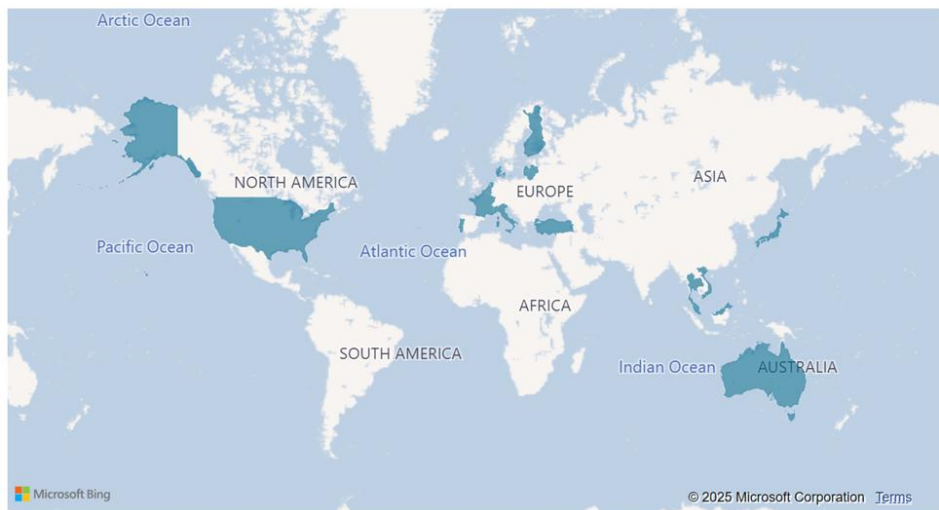 Arctic Ocean
NORTH AMERICA
EUROPE
ASIA
Pacific Ocean
Atlantic Ocean
AFRICA
SOUTH AMERICA
Indian Ocean
AUSTRALIA
Microsoft Bing
© 2025 Microsoft Corporation Terms